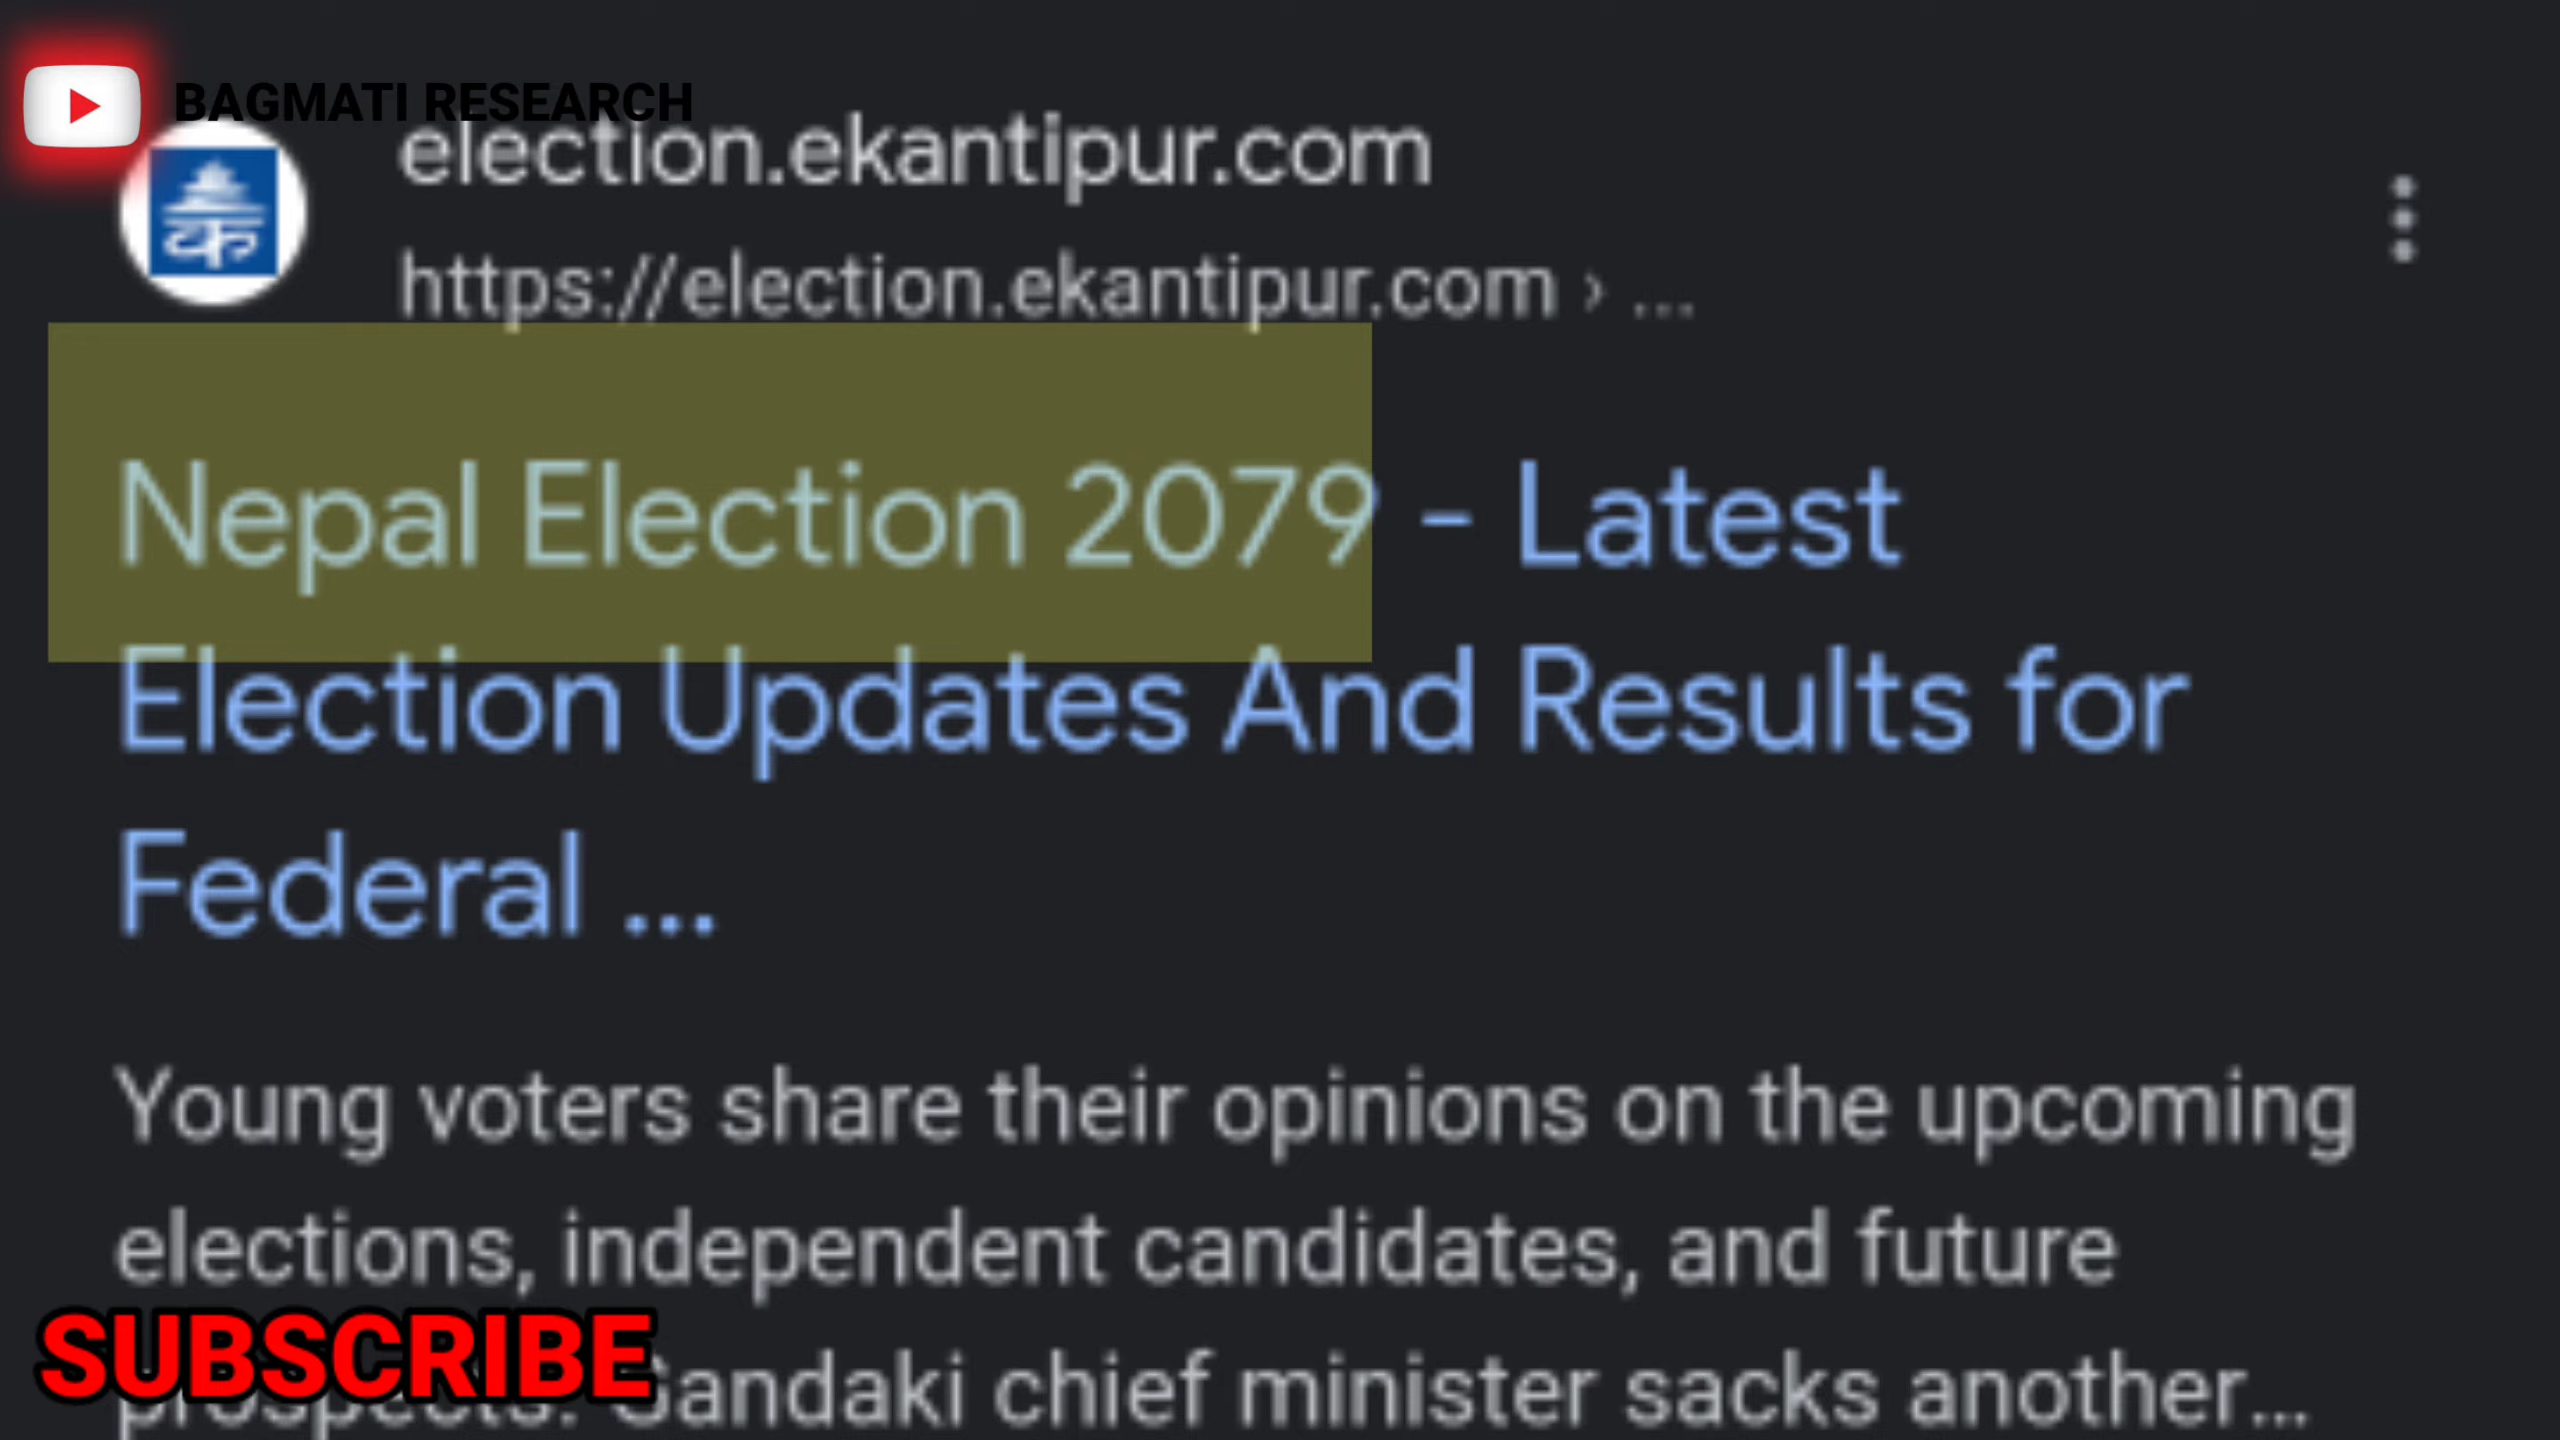 BAGMATI RESEARCH
election.ekantipur.com
https://election.ekantipur.com › ...
क
Nepal Election 2079 - Latest
Election Updates And Results for
Federal ...
Young voters share their opinions on the upcoming
elections, independent candidates, and future
prospects. Gandaki chief minister sacks another...
SUBSCRIBE